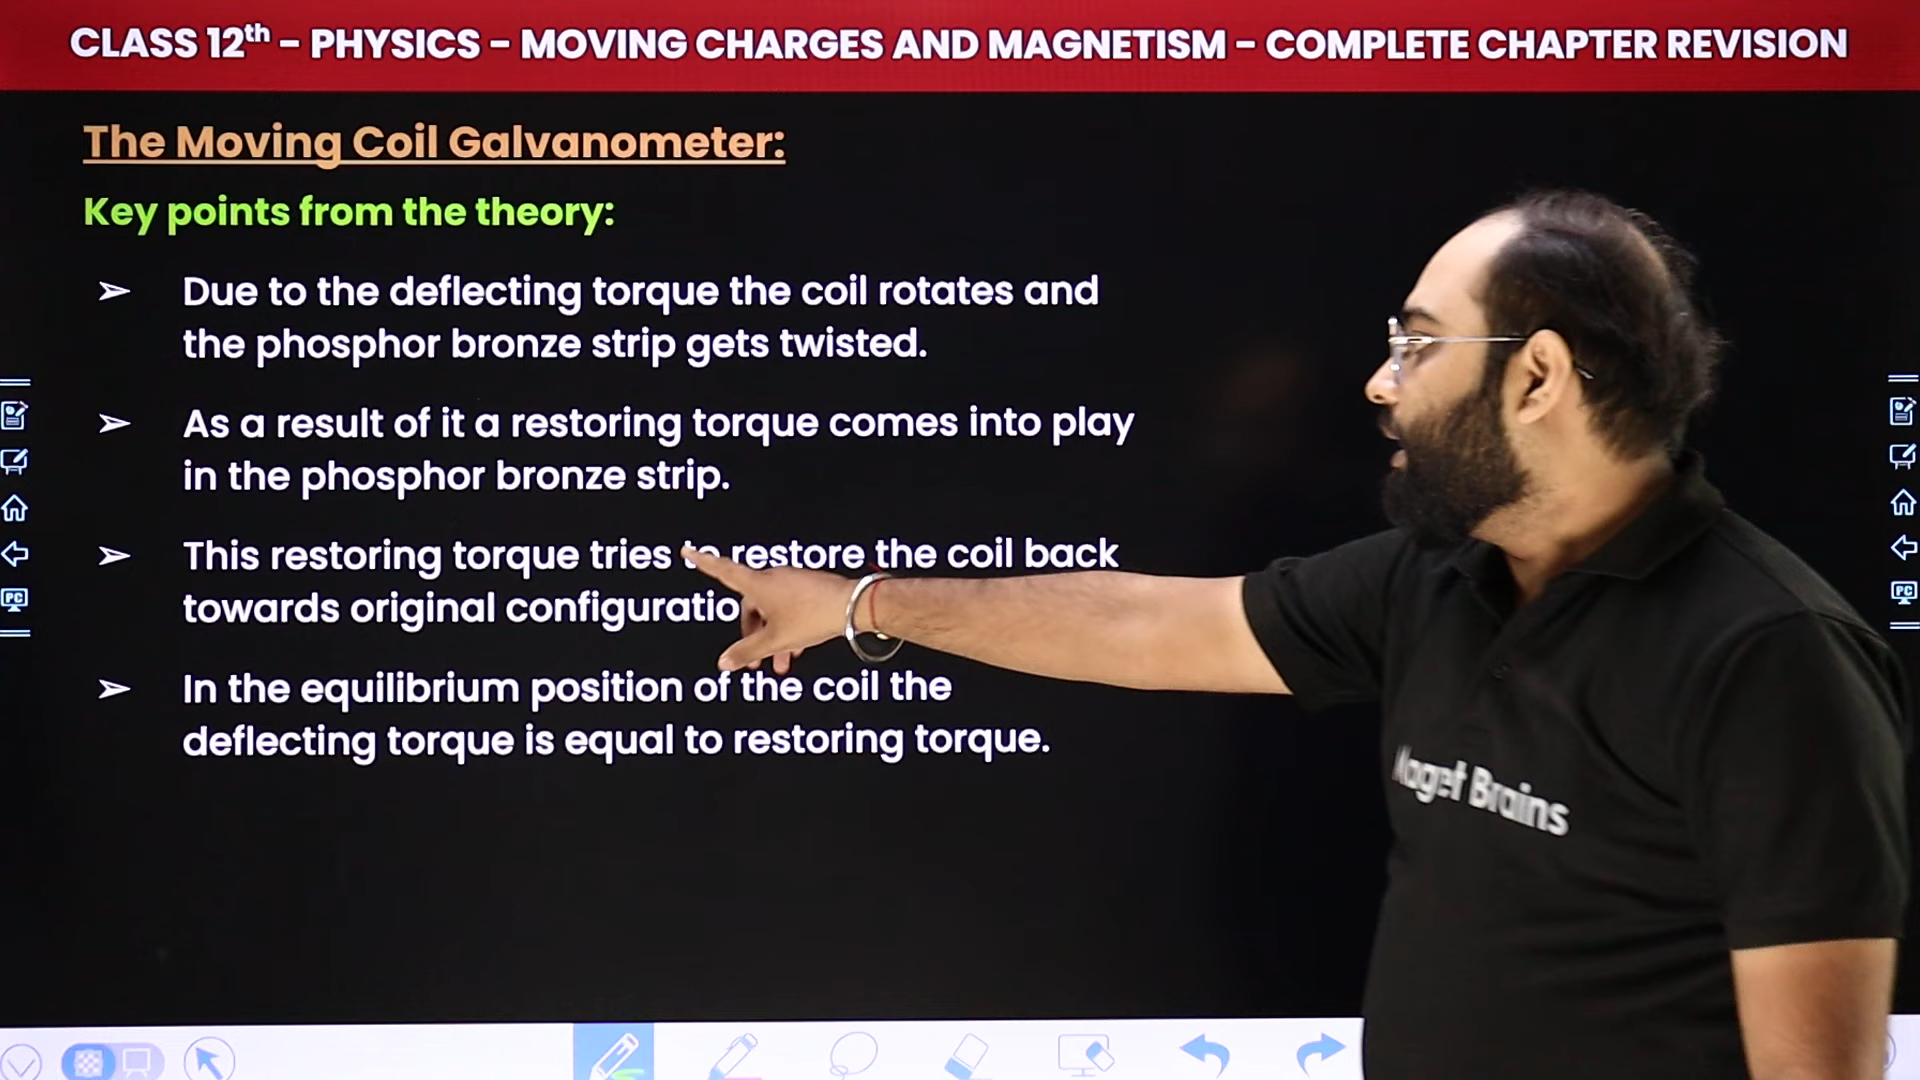 CLASS 12th – PHYSICS – MOVING CHARGES AND MAGNETISM – COMPLETE CHAPTER REVISION
The Moving Coil Galvanometer:
Key points from the theory:
➢ Due to the deflecting torque the coil rotates and
the phosphor bronze strip gets twisted.
➢ As a result of it a restoring torque comes into play
in the phosphor bronze strip.
➢ This restoring torque tries to restore the coil back
towards original configuratio
➢ In the equilibrium position of the coil the
deflecting torque is equal to restoring torque.
PC
PC
Brains